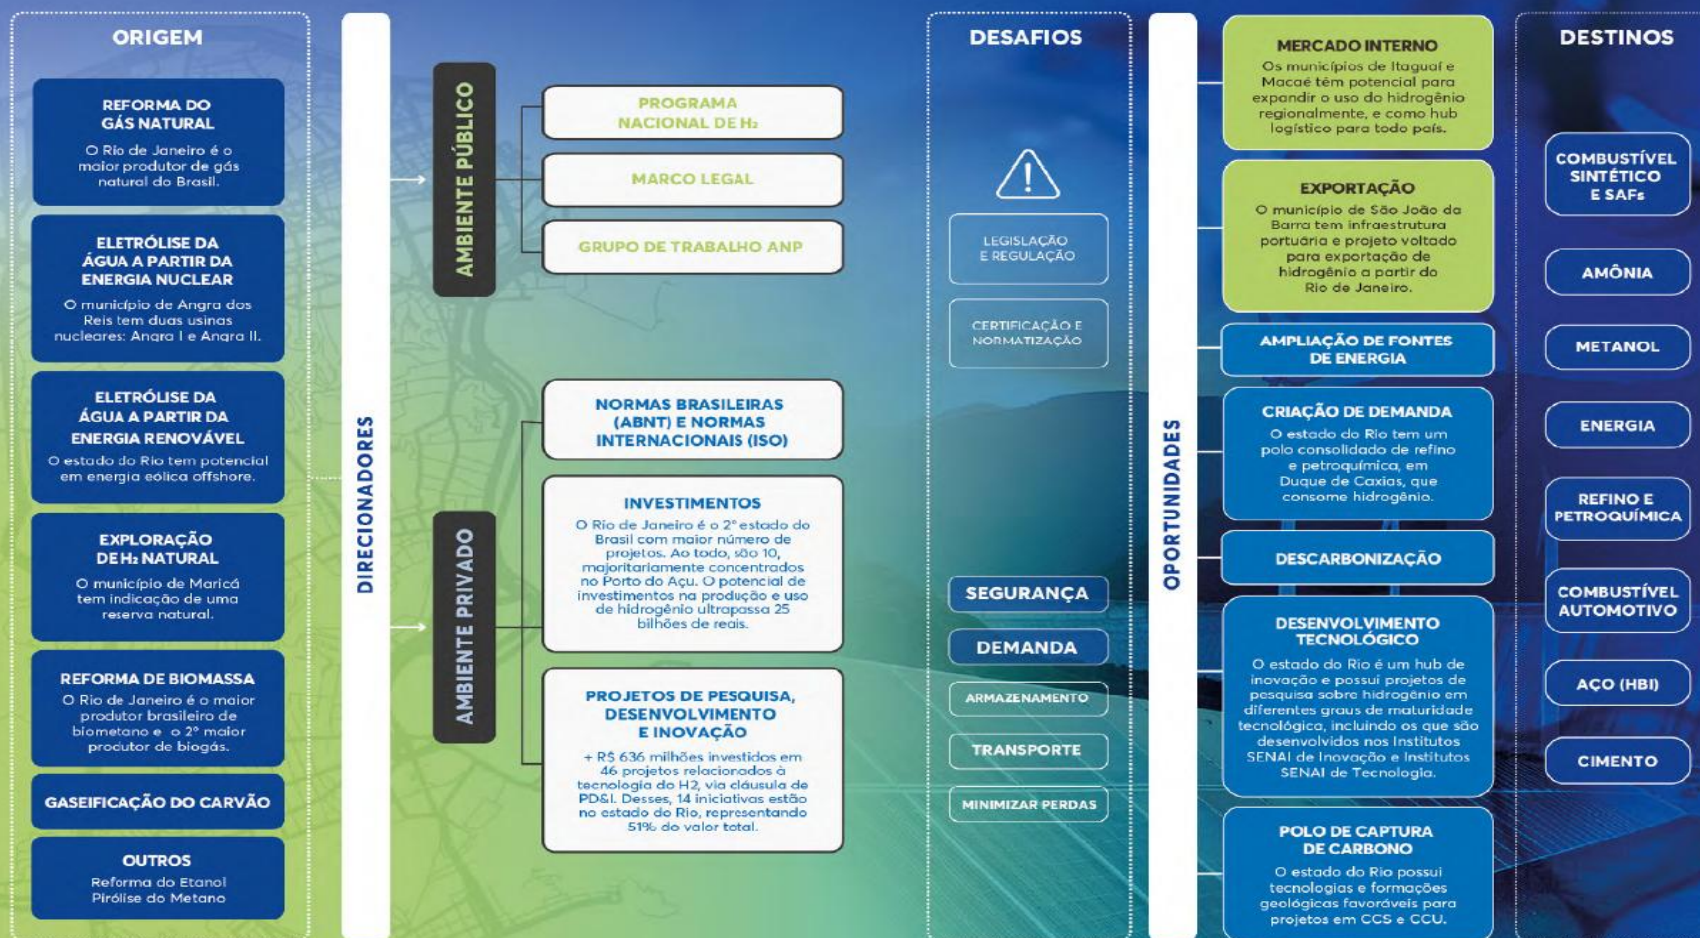 ORIGEM
REFORMA DO
GÁS NATURAL
O Rio de Janeiro é o
maior produtor de gás
natural do Brasil.
ELETRÓLISE DA
ÁGUA A PARTIR DA
ENERGIA NUCLEAR
O município de Angra dos
Reis tem duas usinas
nucleares: Angra I e Angra II.
ELETRÓLISE DA
ÁGUA A PARTIR DA
ENERGIA RENOVÁVEL
O estado do Rio tem potencial
em energia eólica offshore.
EXPLORAÇÃO
DE H₂ NATURAL
O município de Maricá
tem indicação de uma
reserva natural.
REFORMA DE BIOMASSA
O Rio de Janeiro é o maior
produtor brasileiro de
biometano e o 2º maior
produtor de biogás.
GASEIFICAÇÃO DO CARVÃO
OUTROS
Reforma do Etanol
Pirólise do Metano
DIRECIONADORES
AMBIENTE PÚBLICO
PROGRAMA
NACIONAL DE H₂
MARCO LEGAL
GRUPO DE TRABALHO ANP
AMBIENTE PRIVADO
NORMAS BRASILEIRAS
(ABNT) E NORMAS
INTERNACIONAIS (ISO)
INVESTIMENTOS
O Rio de Janeiro é o 2º estado do
Brasil com maior número de
projetos. Ao todo, são 10,
majoritariamente concentrados
no Porto do Açu. O potencial de
investimentos na produção e uso
de hidrogênio ultrapassa 25
bilhões de reais.
PROJETOS DE PESQUISA,
DESENVOLVIMENTO
E INOVAÇÃO
+ R$ 636 milhões investidos em
46 projetos relacionados à
tecnologia do H2, via cláusula de
PD&I. Desses, 14 iniciativas estão
no estado do Rio, representando
51% do valor total.
DESAFIOS
LEGISLAÇÃO
E REGULAÇÃO
CERTIFICAÇÃO E
NORMATIZAÇÃO
SEGURANÇA
DEMANDA
ARMAZENAMENTO
TRANSPORTE
MINIMIZAR PERDAS
OPORTUNIDADES
MERCADO INTERNO
Os municípios de Itaguaí e
Macaé têm potencial para
expandir o uso do hidrogênio
regionalmente, e como hub
logístico para todo país.
EXPORTAÇÃO
O município de São João da
Barra tem infraestrutura
portuária e projeto voltado
para exportação de
hidrogênio a partir do
Rio de Janeiro.
AMPLIAÇÃO DE FONTES
DE ENERGIA
CRIAÇÃO DE DEMANDA
O estado do Rio tem um
polo consolidado de refino
e petroquímica, em
Duque de Caxias, que
consome hidrogênio.
DESCARBONIZAÇÃO
DESENVOLVIMENTO
TECNOLÓGICO
O estado do Rio é um hub de
inovação e possui projetos de
pesquisa sobre hidrogênio em
diferentes graus de maturidade
tecnológica, incluindo os que são
desenvolvidos nos Institutos
SENAI de Inovação e Institutos
SENAI de Tecnologia.
POLO DE CAPTURA
DE CARBONO
O estado do Rio possui
tecnologias e formações
geológicas favoráveis para
projetos em CCS e CCU.
DESTINOS
COMBUSTÍVEL
SINTÉTICO
E SAFs
AMÔNIA
METANOL
ENERGIA
REFINO E
PETROQUÍMICA
COMBUSTÍVEL
AUTOMOTIVO
AÇO (HBI)
CIMENTO